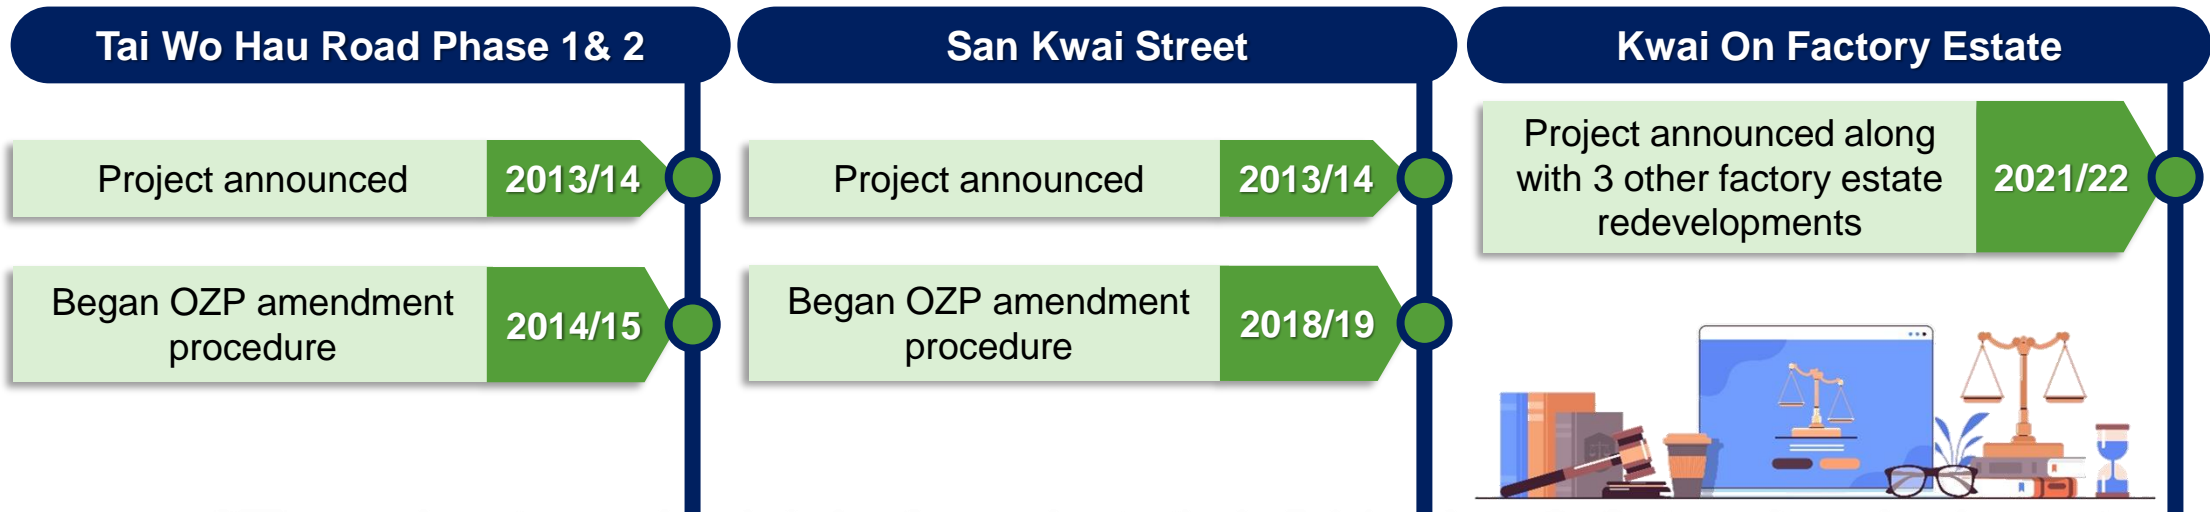 Tai Wo Hau Road Phase 1& 2
Project announced
2013/14
Began OZP amendment
procedure
2014/15
San Kwai Street
Project announced
2013/14
Began OZP amendment
procedure
2018/19
Kwai On Factory Estate
Project announced along
with 3 other factory estate
redevelopments
2021/22